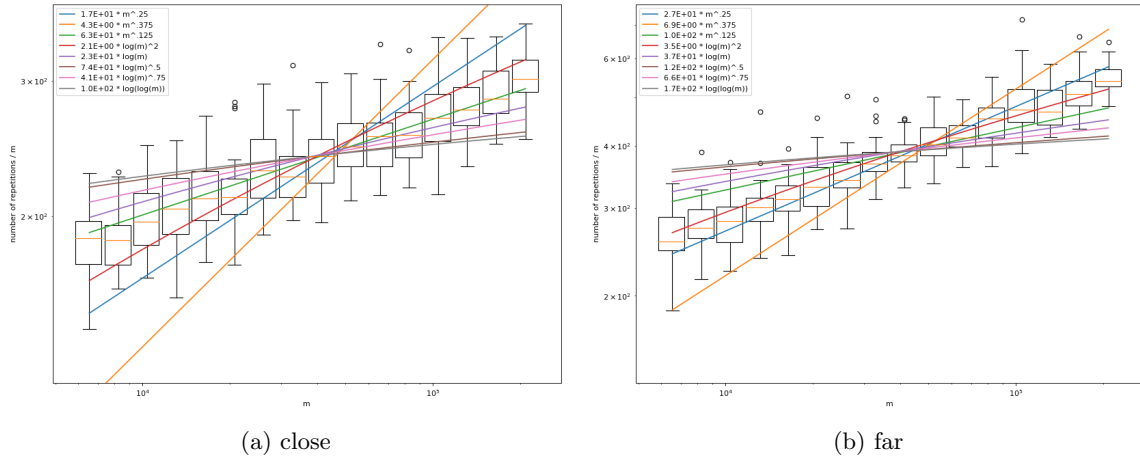 1.7E+01 * m^.25
4.3E+00 * m^.375
6.3E+01 * m^.125
2.1E+00 * log(m)^2
2.3E+01 * log(m)
7.4E+01 * log(m)^.5
4.1E+01 * log(m)^.75
1.0E+02 * log(log(m))
number of repetitions / m
3 × 10²
2 × 10²
10⁴
10⁵
m
(a) close
2.7E+01 * m^.25
6.9E+00 * m^.375
1.0E+02 * m^.125
3.5E+00 * log(m)^2
3.7E+01 * log(m)
1.2E+02 * log(m)^.5
6.6E+01 * log(m)^.75
1.7E+02 * log(log(m))
number of repetitions / m
6 × 10²
4 × 10²
3 × 10²
2 × 10²
10⁴
10⁵
m
(b) far